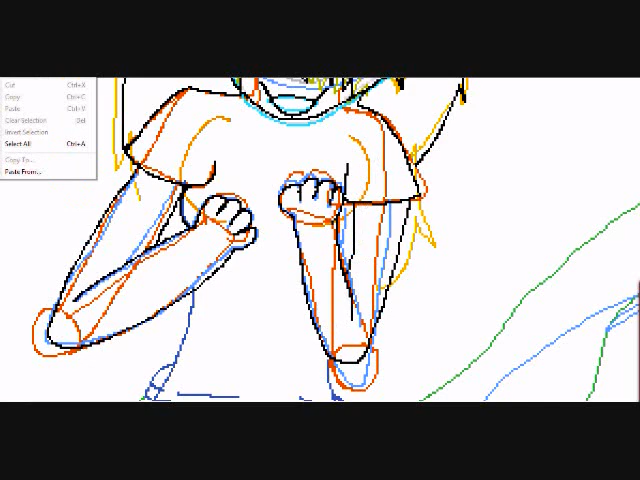 Cut Ctrl+X
Copy Ctrl+C
Paste Ctrl+V
Clear Selection Del
Invert Selection
Select All Ctrl+A
Copy To...
Paste From...